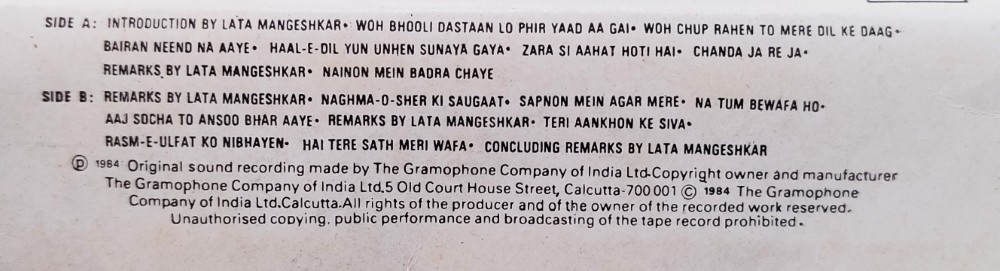 SIDE A: INTRODUCTION BY LATA MANGESHKAR• WOH BHOOLI DASTAAN LO PHIR YAAD AA GAI• WOH CHUP RAHEN TO MERE DIL KE DAAG•
BAIRAN NEEND NA AAYE• HAAL-E-DIL YUN UNHEN SUNAYA GAYA• ZARA SI AAHAT HOTI HAI• CHANDA JA RE JA•
REMARKS BY LATA MANGESHKAR• NAINON MEIN BADRA CHAYE
SIDE B: REMARKS BY LATA MANGESHKAR• NAGHMA-O-SHER KI SAUGAAT• SAPNON MEIN AGAR MERE• NA TUM BEWAFA HO•
AAJ SOCHA TO ANSOO BHAR AAYE• REMARKS BY LATA MANGESHKAR• TERI AANKHON KE SIVA•
RASM-E-ULFAT KO NIBHAYEN• HAI TERE SATH MERI WAFA• CONCLUDING REMARKS BY LATA MANGESHKAR
Ⓟ 1984 Original sound recording made by The Gramophone Company of India Ltd.Copyright owner and manufacturer
The Gramophone Company of India Ltd,5 Old Court House Street, Calcutta-700001 © 1984 The Gramophone
Company of India Ltd.Calcutta.All rights of the producer and of the owner of the recorded work reserved.
Unauthorised copying, public performance and broadcasting of the tape record prohibited.